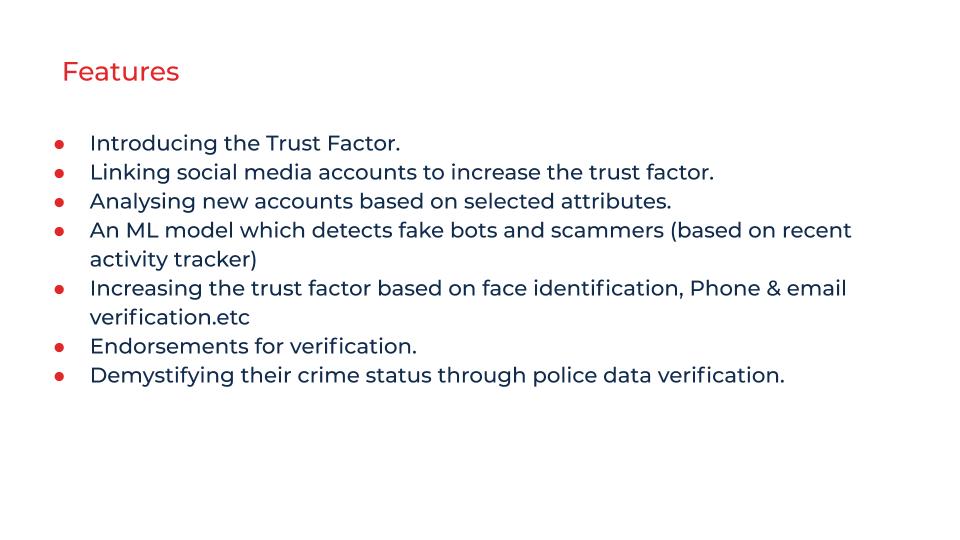 Features
● Introducing the Trust Factor.
● Linking social media accounts to increase the trust factor.
● Analysing new accounts based on selected attributes.
● An ML model which detects fake bots and scammers (based on recent
activity tracker)
● Increasing the trust factor based on face identification, Phone & email
verification.etc
● Endorsements for verification.
● Demystifying their crime status through police data verification.